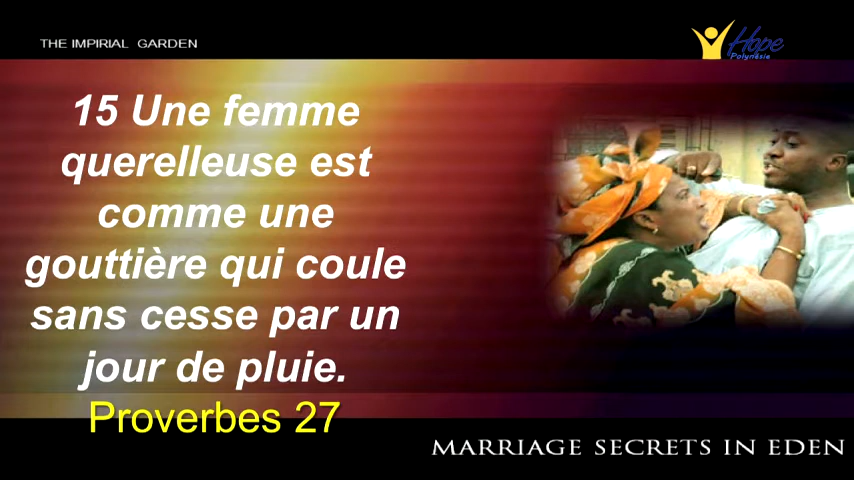 THE IMPIRIAL GARDEN
Hope
Polynésie
15 Une femme
querelleuse est
comme une
gouttière qui coule
sans cesse par un
jour de pluie.
Proverbes 27
MARRIAGE SECRETS IN EDEN